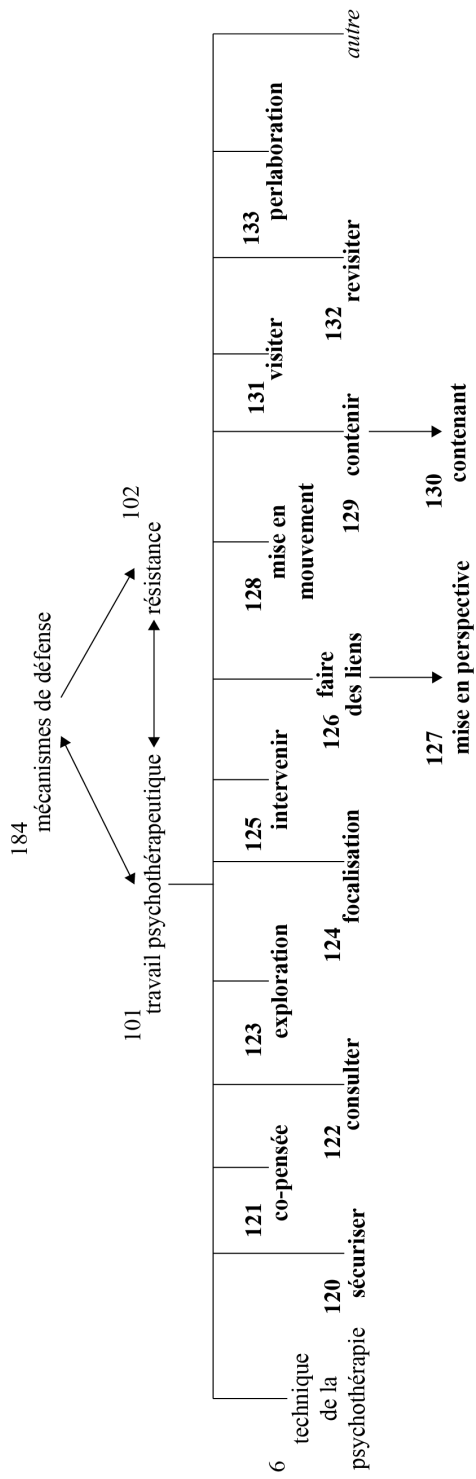 184
mécanismes de défense
101
travail psychothérapeutique
102
résistance
6
technique
de la
psychothérapie
120
sécuriser
121
co-pensée
122
consulter
123
exploration
124
focalisation
125
intervenir
126
faire
des liens
127
mise en perspective
128
mise en
mouvement
129
contenir
130
contenant
131
visiter
132
revisiter
133
perlaboration
autre